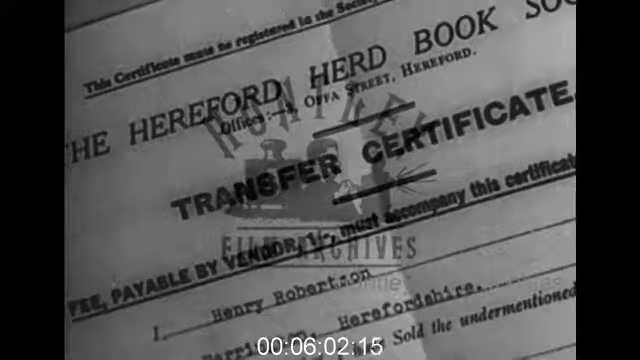 This Certificate must be registered in the Society
THE HEREFORD HERD BOOK SOC
Offices:—3, OFFA STREET, HEREFORD.
TRANSFER CERTIFICATE.
FEE, PAYABLE BY VENDOR, 1/-, must accompany this certificate
I, Henry Robertson
Herefordshire.
Sold the undermentioned
HUNTLEY
FILM ARCHIVES
00:06:02:15